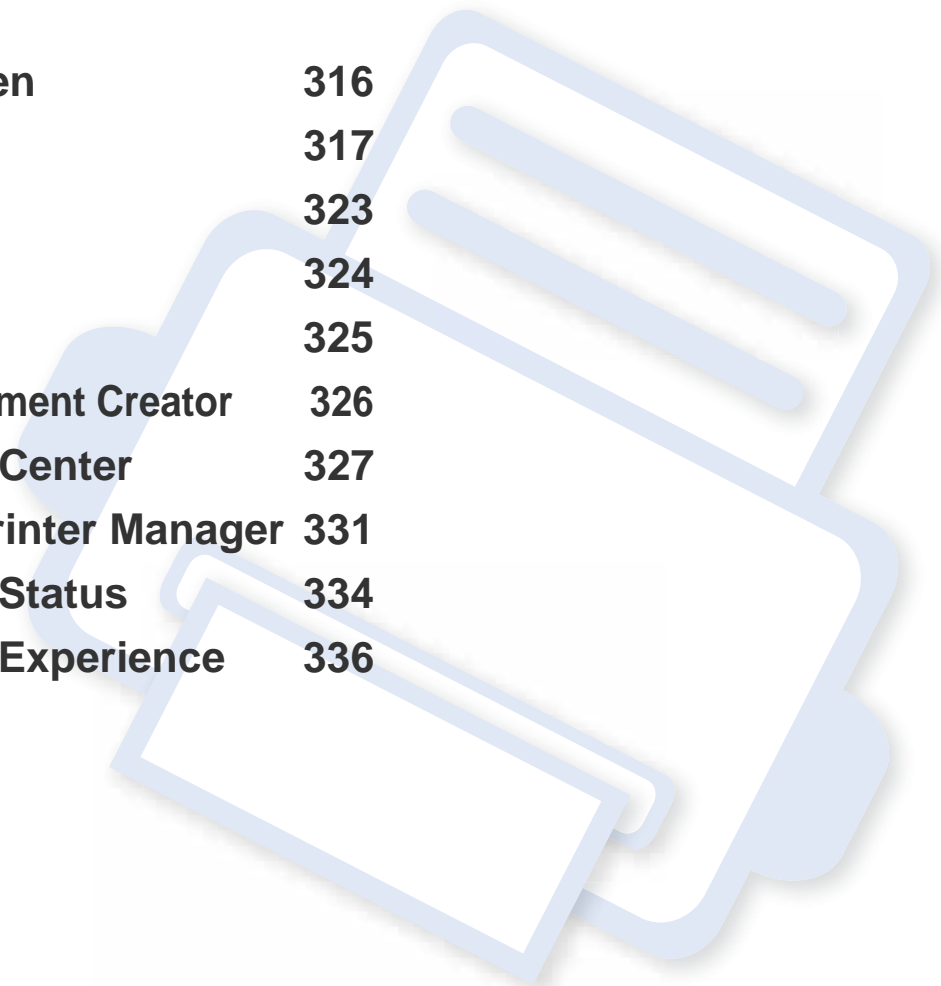 en 316
317
323
324
325
ment Creator 326
Center 327
rinter Manager 331
Status 334
Experience 336